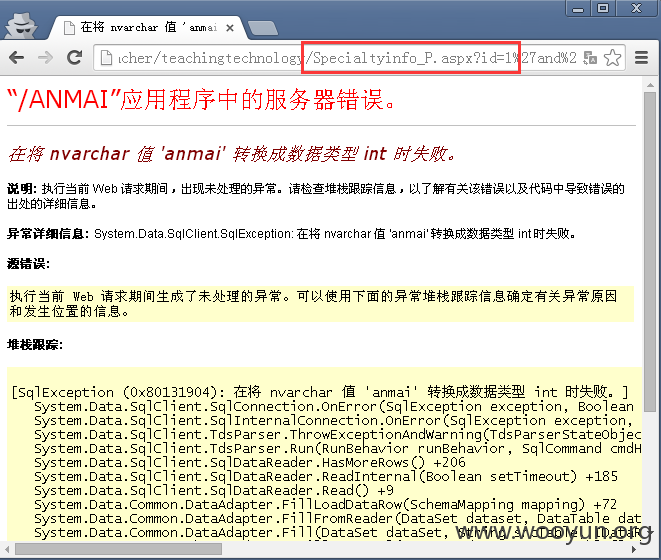 在将 nvarchar 值 'anmai'
ucher/teachingtechnology/Specialtyinfo_P.aspx?id=1%27and%2
“/ANMAI”应用程序中的服务器错误。
在将 nvarchar 值 'anmai' 转换成数据类型 int 时失败。
说明: 执行当前 Web 请求期间，出现未处理的异常。请检查堆栈跟踪信息，以了解有关该错误以及代码中导致错误的
出处的详细信息。
异常详细信息: System.Data.SqlClient.SqlException: 在将 nvarchar 值 'anmai' 转换成数据类型 int 时失败。
源错误:
执行当前 Web 请求期间生成了未处理的异常。可以使用下面的异常堆栈跟踪信息确定有关异常原因
和发生位置的信息。
堆栈跟踪:
[SqlException (0x80131904): 在将 nvarchar 值 'anmai' 转换成数据类型 int 时失败。]
System.Data.SqlClient.SqlConnection.OnError(SqlException exception, Boolean
System.Data.SqlClient.SqlInternalConnection.OnError(SqlException exception,
System.Data.SqlClient.TdsParser.ThrowExceptionAndWarning(TdsParserStateObjec
System.Data.SqlClient.TdsParser.Run(RunBehavior runBehavior, SqlCommand cmdH
System.Data.SqlClient.SqlDataReader.HasMoreRows() +206
System.Data.SqlClient.SqlDataReader.ReadInternal(Boolean setTimeout) +185
System.Data.SqlClient.SqlDataReader.Read() +9
System.Data.Common.DataAdapter.FillLoadDataRow(SchemaMapping mapping) +72
System.Data.Common.DataAdapter.FillFromReader(DataSet dataset, DataTable dat
System.Data.Common.DataAdapter.Fill(DataSet dataSet,
www.wooyun.org